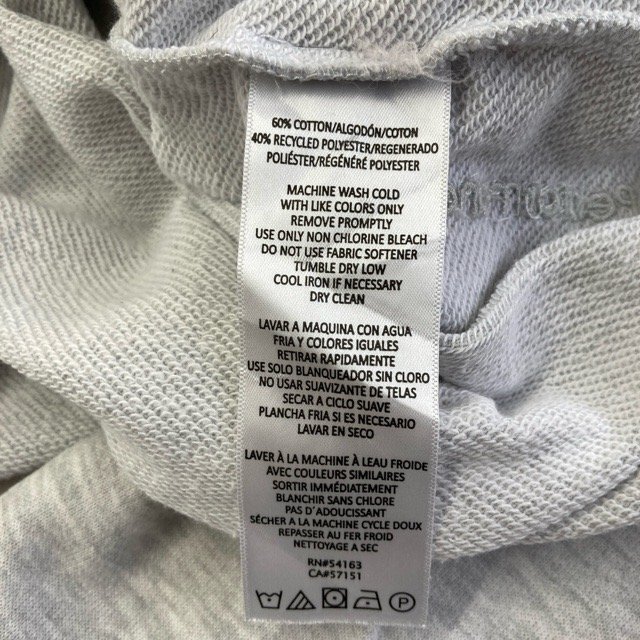 60% COTTON/ALGODÓN/COTON
40% RECYCLED POLYESTER/REGENERADO
POLIÉSTER/RÉGÉNÉRÉ POLYESTER
MACHINE WASH COLD
WITH LIKE COLORS ONLY
REMOVE PROMPTLY
USE ONLY NON CHLORINE BLEACH
DO NOT USE FABRIC SOFTENER
TUMBLE DRY LOW
COOL IRON IF NECESSARY
DRY CLEAN
LAVAR A MAQUINA CON AGUA
FRIA Y COLORES IGUALES
RETIRAR RAPIDAMENTE
USE SOLO BLANQUEADOR SIN CLORO
NO USAR SUAVIZANTE DE TELAS
SECAR A CICLO SUAVE
PLANCHA FRIA SI ES NECESARIO
LAVAR EN SECO
LAVER À LA MACHINE À LEAU FROIDE
AVEC COULEURS SIMILAIRES
SORTIR IMMÉDIATEMENT
BLANCHIR SANS CHLORE
PAS D'ADOUCISSANT
SÉCHER A LA MACHINE CYCLE DOUX
REPASSER AU FER FROID
NETTOYAGE A SEC
RN#54163
CA#57151
P